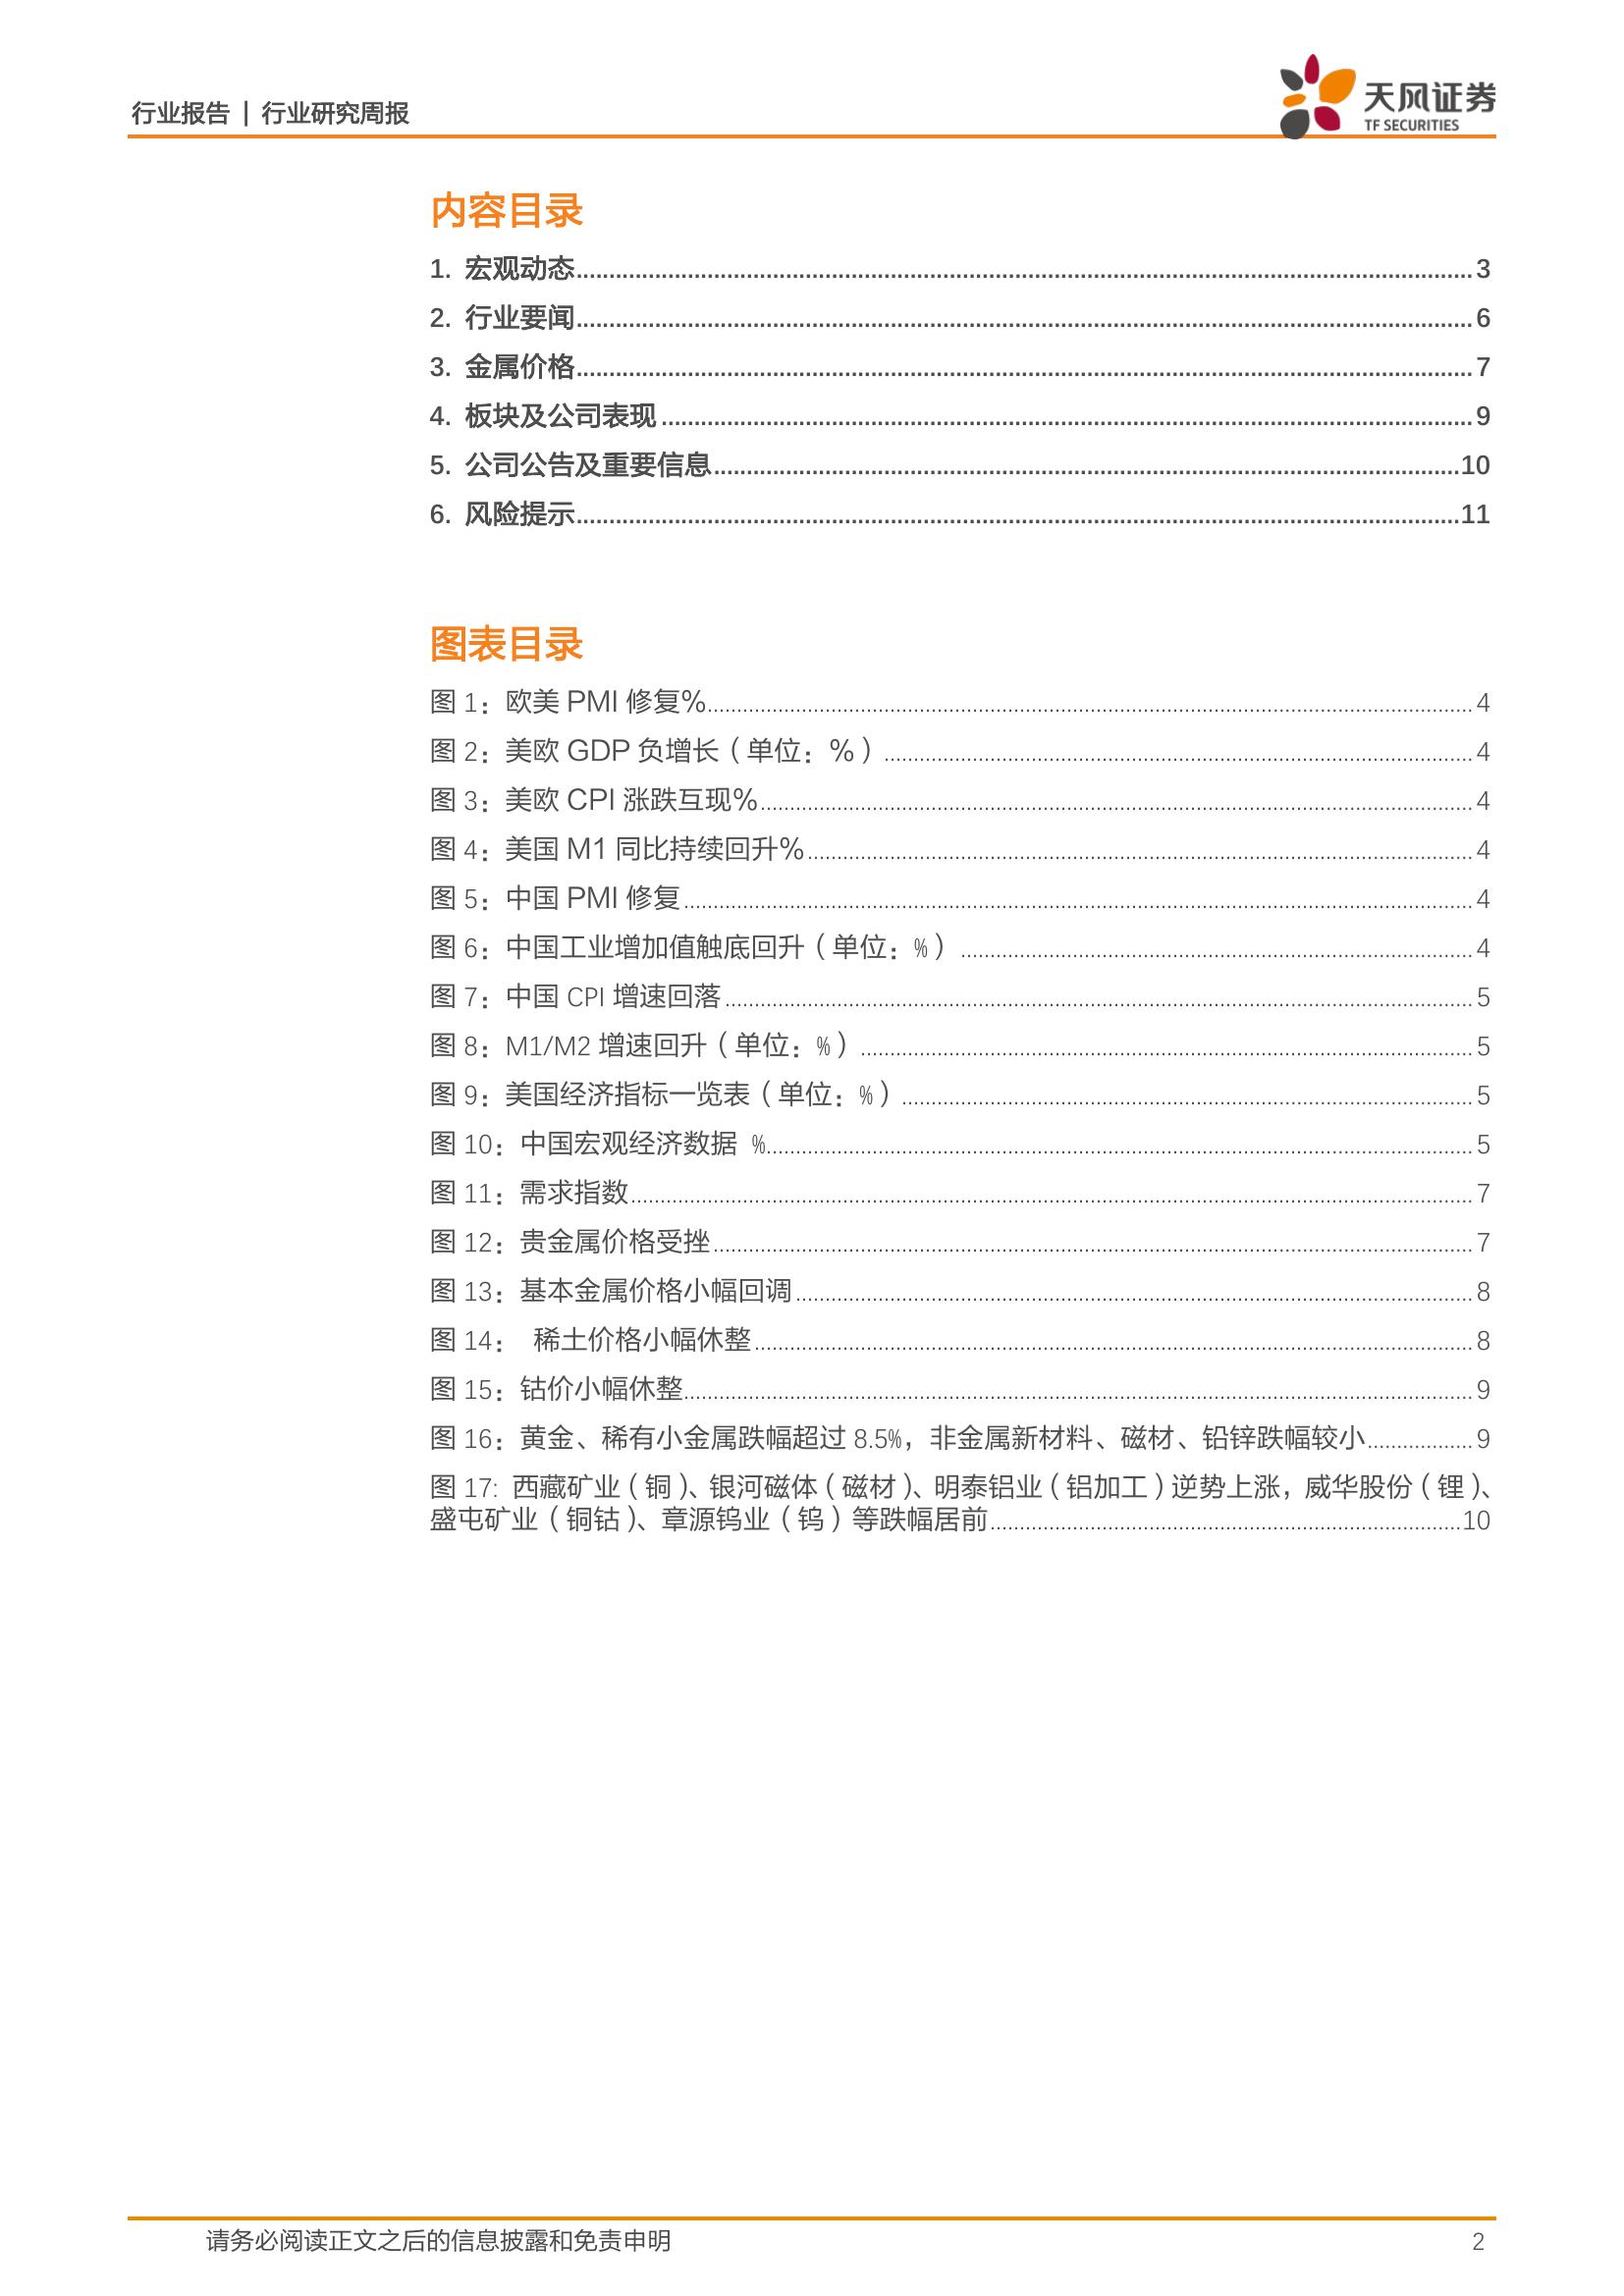 行业报告 | 行业研究周报
天风证券
TF SECURITIES
内容目录
1. 宏观动态 3
2. 行业要闻 6
3. 金属价格 7
4. 板块及公司表现 9
5. 公司公告及重要信息 10
6. 风险提示 11
图表目录
图 1：欧美 PMI 修复% 4
图 2：美欧 GDP 负增长（单位：%） 4
图 3：美欧 CPI 涨跌互现% 4
图 4：美国 M1 同比持续回升% 4
图 5：中国 PMI 修复 4
图 6：中国工业增加值触底回升（单位：%） 4
图 7：中国 CPI 增速回落 5
图 8：M1/M2 增速回升（单位：%） 5
图 9：美国经济指标一览表（单位：%） 5
图 10：中国宏观经济数据 % 5
图 11：需求指数 7
图 12：贵金属价格受挫 7
图 13：基本金属价格小幅回调 8
图 14： 稀土价格小幅休整 8
图 15：钴价小幅休整 9
图 16：黄金、稀有小金属跌幅超过 8.5%，非金属新材料、磁材、铅锌跌幅较小 9
图 17: 西藏矿业（铜）、银河磁体（磁材）、明泰铝业（铝加工）逆势上涨，威华股份（锂）、
盛屯矿业（铜钴）、章源钨业（钨）等跌幅居前 10
请务必阅读正文之后的信息披露和免责申明 2